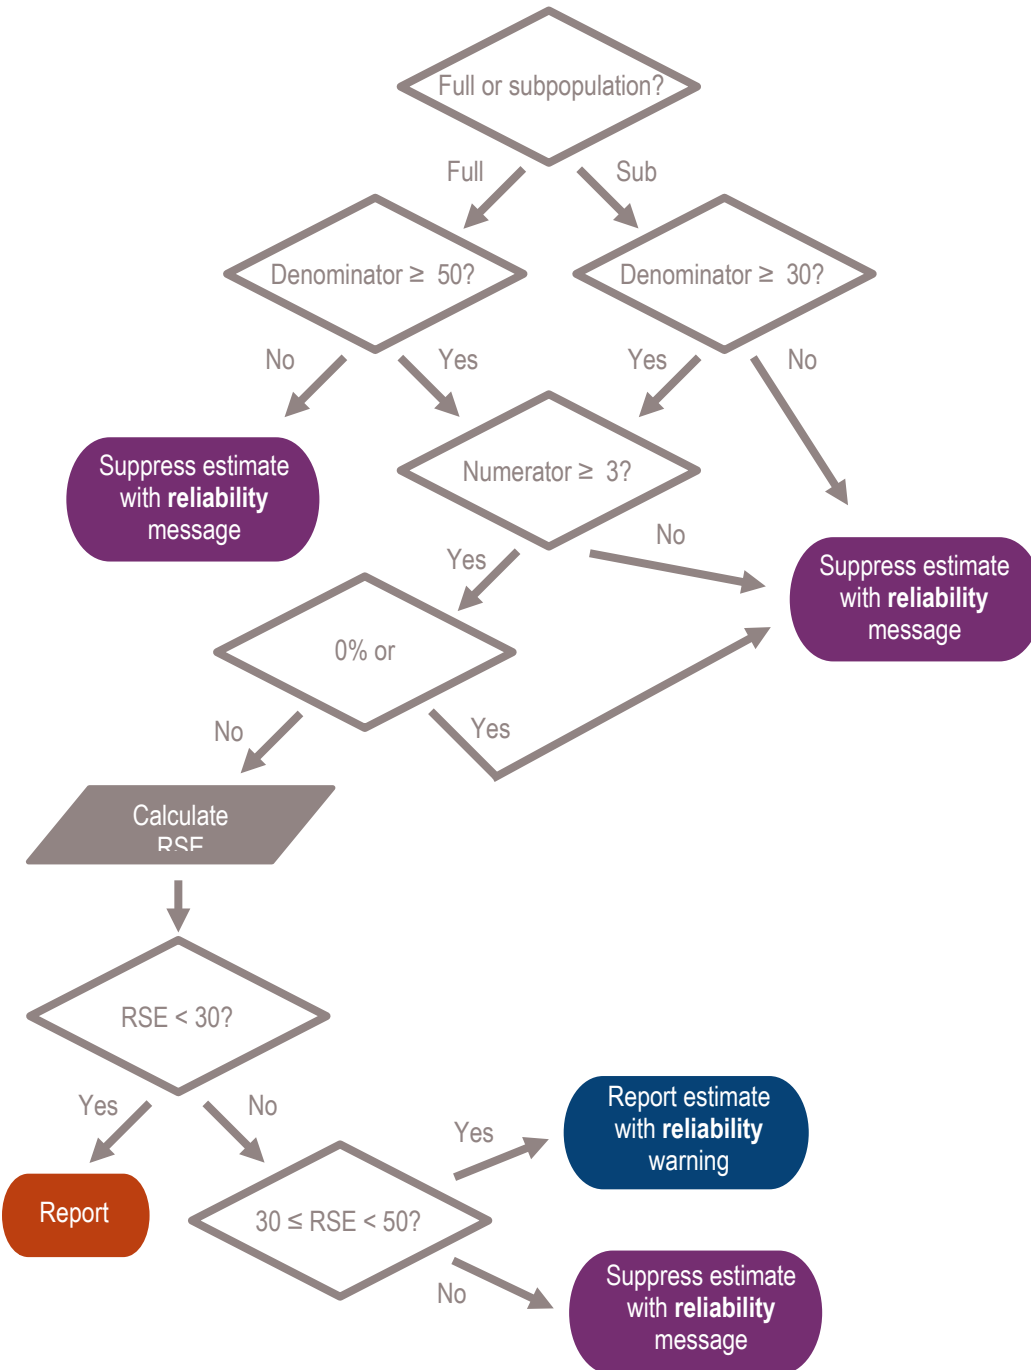 Full or subpopulation?
Full
Sub
Denominator ≥ 50?
Denominator ≥ 30?
No
Yes
Yes
No
Suppress estimate
with reliability
message
Numerator ≥ 3?
Yes
No
Suppress estimate
with reliability
message
0% or
No
Yes
Calculate
RSE
RSE < 30?
Yes
No
Report
30 ≤ RSE < 50?
Yes
Report estimate
with reliability
warning
No
Suppress estimate
with reliability
message